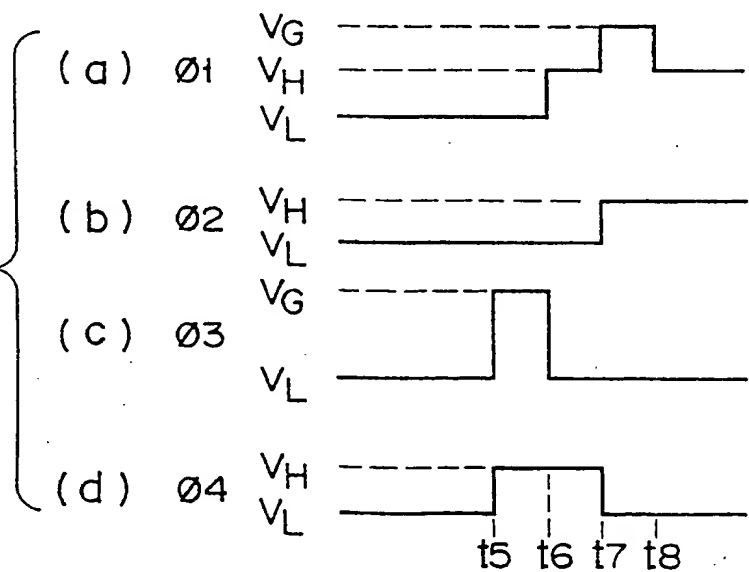 VG
(a) Ø1 VH
VL
(b) Ø2 VH
VL
VG
(c) Ø3
VL
(d) Ø4 VH
VL
t5 t6 t7 t8